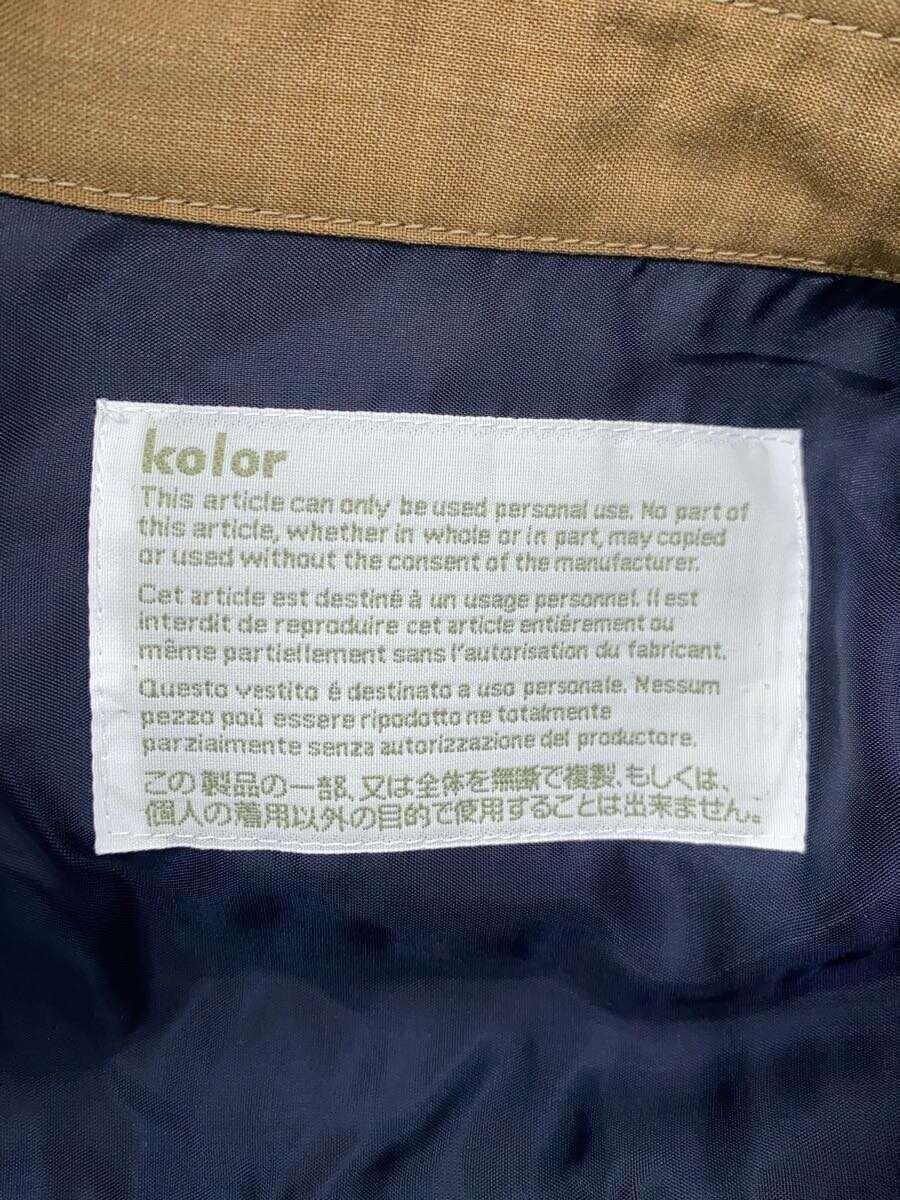 kolor
This article can only be used personal use. No part of
this article, whether in whole or in part, may copied
or used without the consent of the manufacturer.
Cet article est destiné à un usage personnel. Il est
interdit de reproduire cet article entiérement ou
même partiellement sans l'autorisation du fabricant.
Questo vestito é destinato a uso personale. Nessum
pezzo poù essere ripodotto ne totalmente
parziaimente senza autorizzazione del productore.
この製品の一部、又は全体を無断で複製、もしくは、
個人の着用以外の目的で使用することは出来ません。